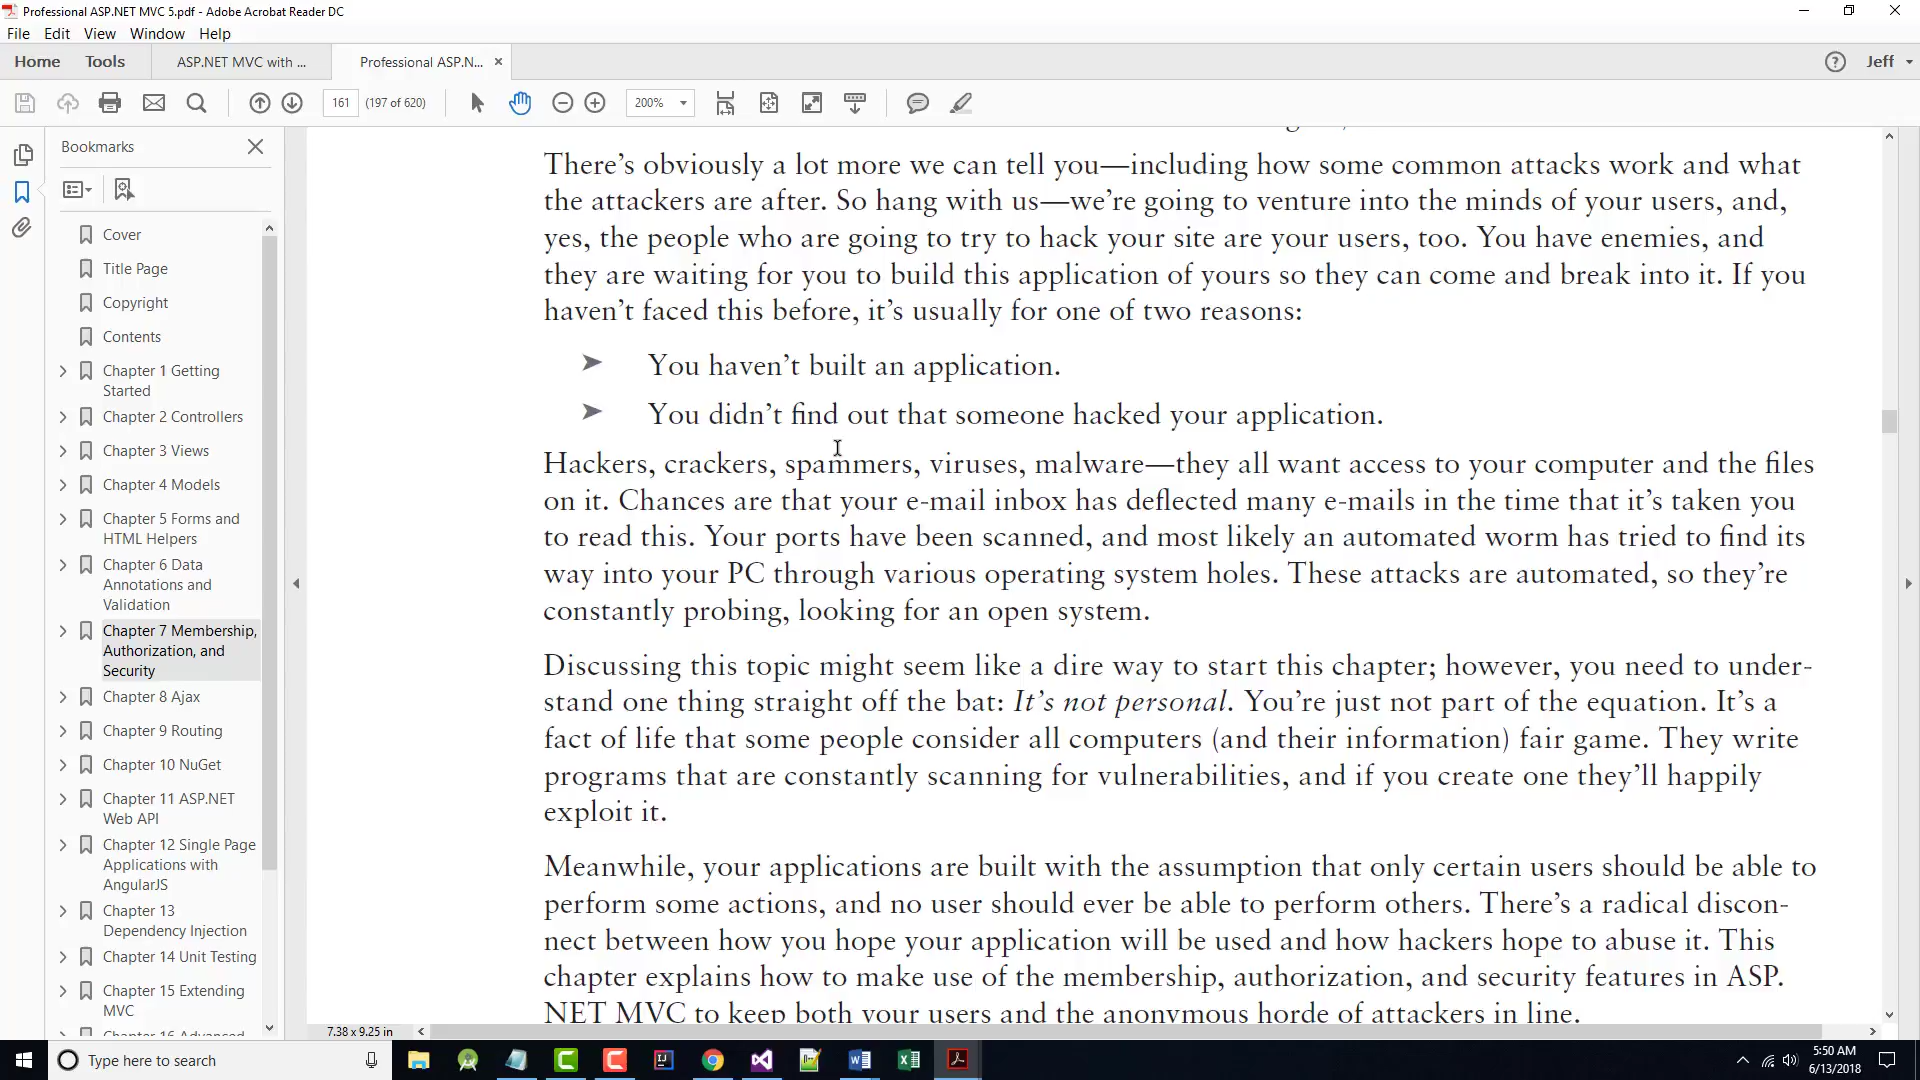 Professional ASP.NET MVC 5.pdf - Adobe Acrobat Reader DC
File Edit View Window Help
Home Tools ASP.NET MVC with ... Professional ASP.N... × Jeff
161 (197 of 620) 200%
Bookmarks
Cover
Title Page
Copyright
Contents
Chapter 1 Getting
Started
Chapter 2 Controllers
Chapter 3 Views
Chapter 4 Models
Chapter 5 Forms and
HTML Helpers
Chapter 6 Data
Annotations and
Validation
Chapter 7 Membership,
Authorization, and
Security
Chapter 8 Ajax
Chapter 9 Routing
Chapter 10 NuGet
Chapter 11 ASP.NET
Web API
Chapter 12 Single Page
Applications with
AngularJS
Chapter 13
Dependency Injection
Chapter 14 Unit Testing
Chapter 15 Extending
MVC
Chapter 16 Advanced
There’s obviously a lot more we can tell you—including how some common attacks work and what
the attackers are after. So hang with us—we’re going to venture into the minds of your users, and,
yes, the people who are going to try to hack your site are your users, too. You have enemies, and
they are waiting for you to build this application of yours so they can come and break into it. If you
haven’t faced this before, it’s usually for one of two reasons:
➤ You haven’t built an application.
➤ You didn’t find out that someone hacked your application.
Hackers, crackers, spammers, viruses, malware—they all want access to your computer and the files
on it. Chances are that your e-mail inbox has deflected many e-mails in the time that it’s taken you
to read this. Your ports have been scanned, and most likely an automated worm has tried to find its
way into your PC through various operating system holes. These attacks are automated, so they’re
constantly probing, looking for an open system.
Discussing this topic might seem like a dire way to start this chapter; however, you need to under-
stand one thing straight off the bat: It’s not personal. You’re just not part of the equation. It’s a
fact of life that some people consider all computers (and their information) fair game. They write
programs that are constantly scanning for vulnerabilities, and if you create one they’ll happily
exploit it.
Meanwhile, your applications are built with the assumption that only certain users should be able to
perform some actions, and no user should ever be able to perform others. There’s a radical discon-
nect between how you hope your application will be used and how hackers hope to abuse it. This
chapter explains how to make use of the membership, authorization, and security features in ASP.
NET MVC to keep both your users and the anonymous horde of attackers in line.
7.38 x 9.25 in
Type here to search
5:50 AM
6/13/2018